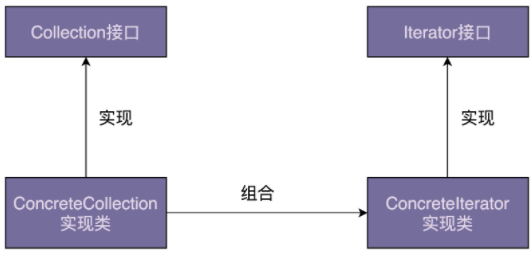 Collection接口
Iterator接口
实现
实现
组合
ConcreteCollection
实现类
ConcreteIterator
实现类